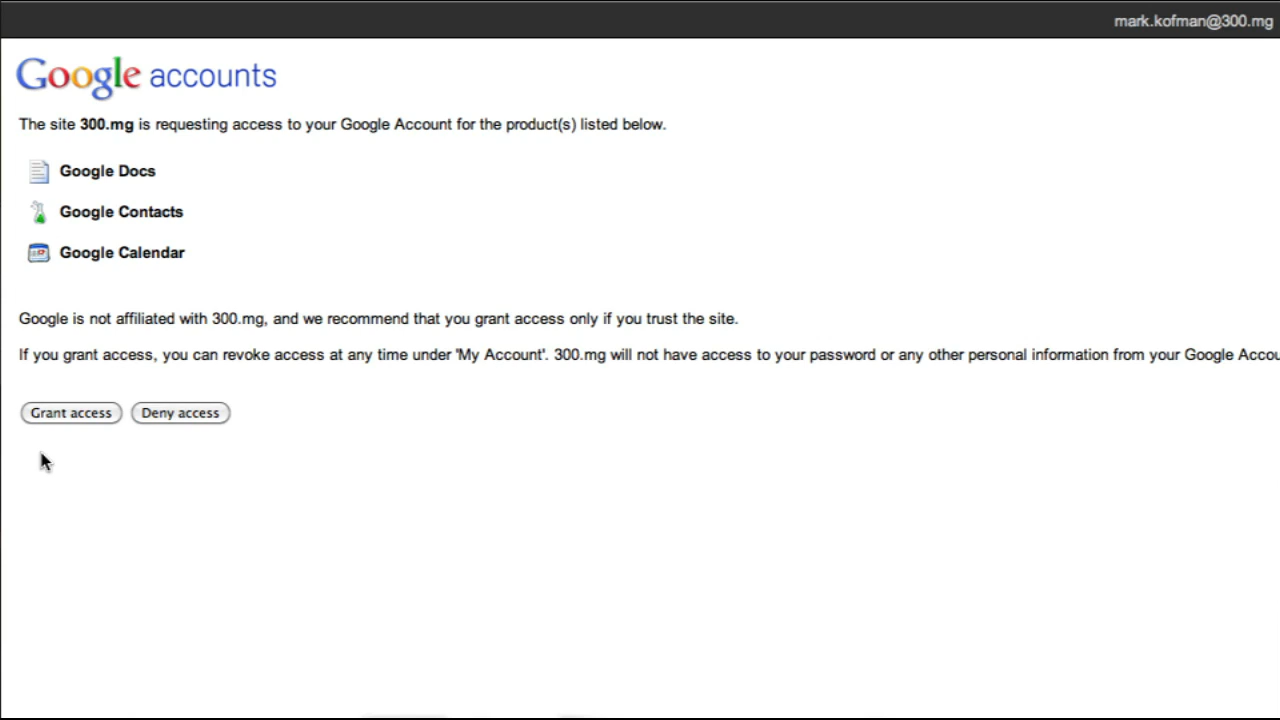 mark.kofman@300.mg
Google accounts
The site 300.mg is requesting access to your Google Account for the product(s) listed below.
Google Docs
Google Contacts
Google Calendar
Google is not affiliated with 300.mg, and we recommend that you grant access only if you trust the site.
If you grant access, you can revoke access at any time under 'My Account'. 300.mg will not have access to your password or any other personal information from your Google Accou
Grant access Deny access